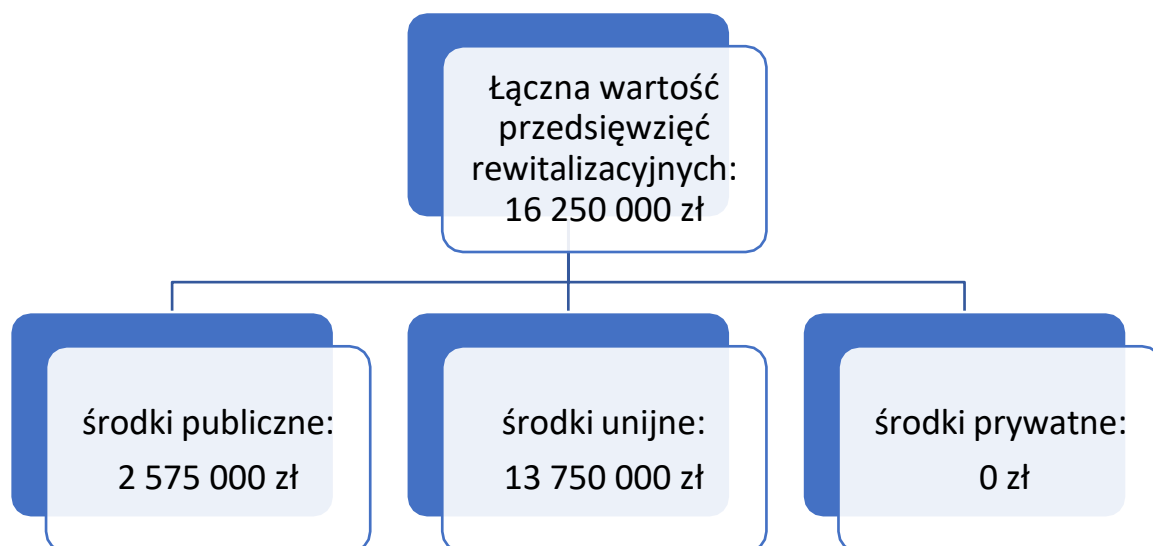 Łączna wartość
przedsięwzięć
rewitalizacyjnych:
16 250 000 zł
środki publiczne:
2 575 000 zł
środki unijne:
13 750 000 zł
środki prywatne:
0 zł